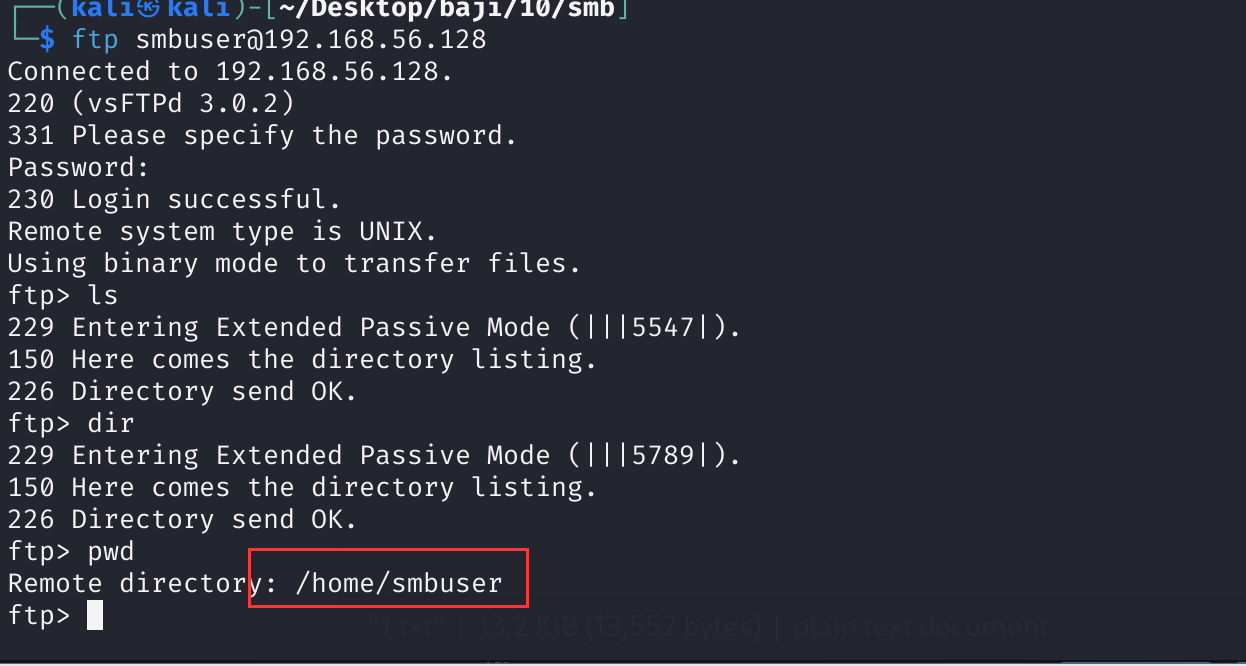 ┌──(kali㉿kali)-[~/Desktop/baji/10/smb]
└─$ ftp smbuser@192.168.56.128
Connected to 192.168.56.128.
220 (vsFTPd 3.0.2)
331 Please specify the password.
Password:
230 Login successful.
Remote system type is UNIX.
Using binary mode to transfer files.
ftp> ls
229 Entering Extended Passive Mode (|||5547|).
150 Here comes the directory listing.
226 Directory send OK.
ftp> dir
229 Entering Extended Passive Mode (|||5789|).
150 Here comes the directory listing.
226 Directory send OK.
ftp> pwd
Remote directory: /home/smbuser
ftp>
"1.txt" | 13.2 KiB (13,552 bytes) | plain text document